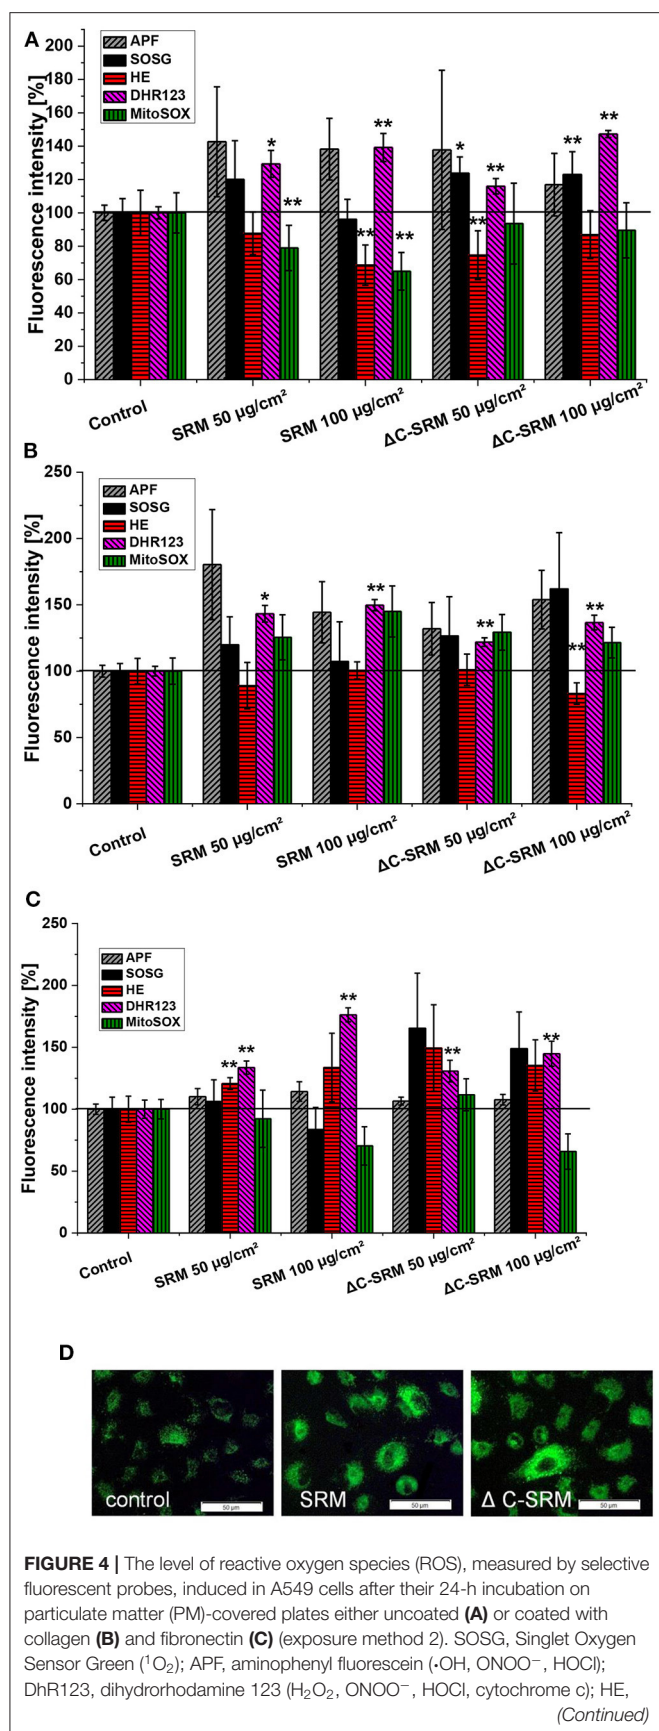 A
APF
SOSG
HE
DHR123
MitoSOX
Fluorescence intensity [%]
200
180
160
140
120
100
80
60
40
20
0
* ** ** ** ** * ** ** ** **
Control
SRM 50 µg/cm²
SRM 100 µg/cm²
ΔC-SRM 50 µg/cm²
ΔC-SRM 100 µg/cm²
B
APF
SOSG
HE
DHR123
MitoSOX
Fluorescence intensity [%]
250
200
150
100
50
0
* ** ** ** **
Control
SRM 50 µg/cm²
SRM 100 µg/cm²
ΔC-SRM 50 µg/cm²
ΔC-SRM 100 µg/cm²
C
APF
SOSG
HE
DHR123
MitoSOX
Fluorescence intensity [%]
250
200
150
100
50
0
** ** ** ** **
Control
SRM 50 µg/cm²
SRM 100 µg/cm²
ΔC-SRM 50 µg/cm²
ΔC-SRM 100 µg/cm²
D
control
50 µm
SRM
50 µm
Δ C-SRM
50 µm
FIGURE 4 | The level of reactive oxygen species (ROS), measured by selective
fluorescent probes, induced in A549 cells after their 24-h incubation on
particulate matter (PM)-covered plates either uncoated (A) or coated with
collagen (B) and fibronectin (C) (exposure method 2). SOSG, Singlet Oxygen
Sensor Green (¹O₂); APF, aminophenyl fluorescein (·OH, ONOO⁻, HOCl);
DhR123, dihydrorhodamine 123 (H₂O₂, ONOO⁻, HOCl, cytochrome c); HE,
(Continued)